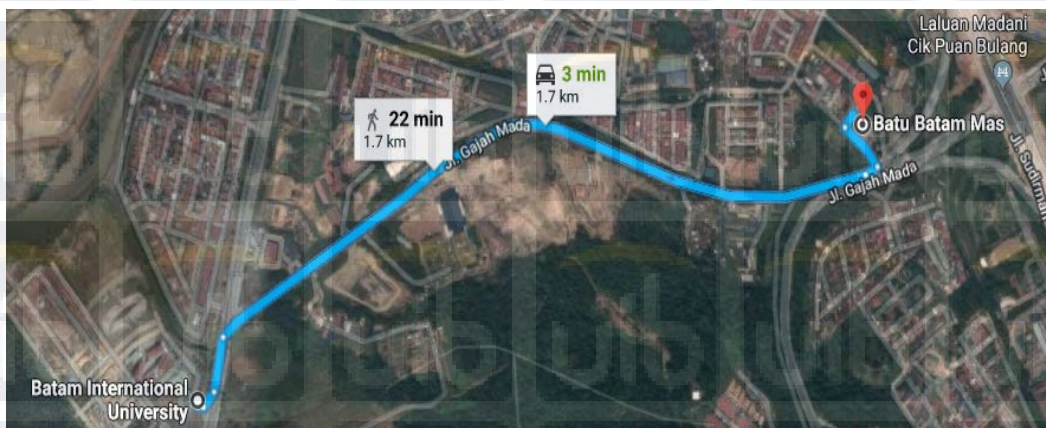 Laluan Madani
Cik Puan Bulang
3 min
1.7 km
22 min
1.7 km
Batu Batam Mas
Jl. Gajah Mada
Jl. Gajah Mada
Jl. Sudirman
Batam International
University